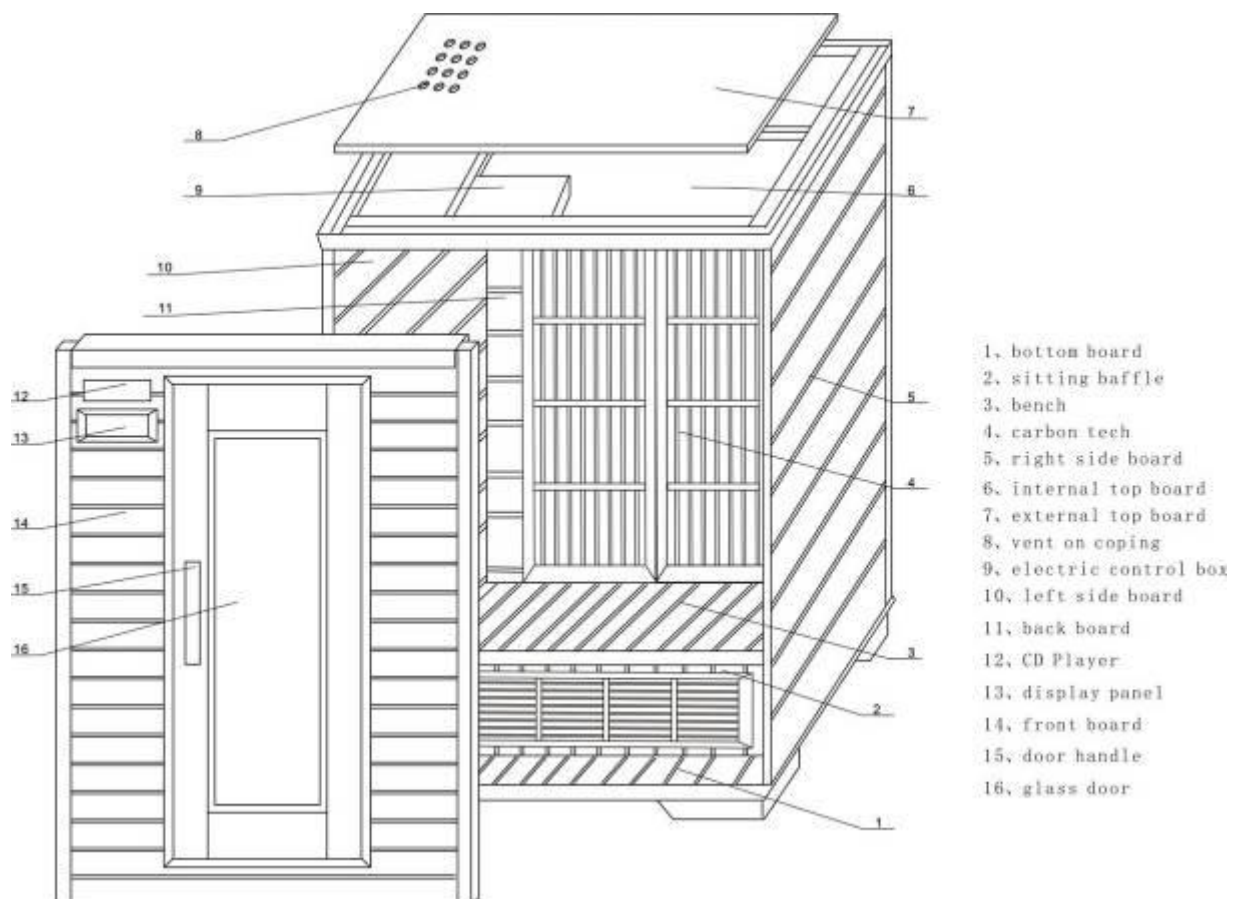 7
8
9
6
10
11
12
5
13
4
14
15
16
3
2
1
1、bottom board
2、sitting baffle
3、bench
4、carbon tech
5、right side board
6、internal top board
7、external top board
8、vent on coping
9、electric control box
10、left side board
11、back board
12、CD Player
13、display panel
14、front board
15、door handle
16、glass door